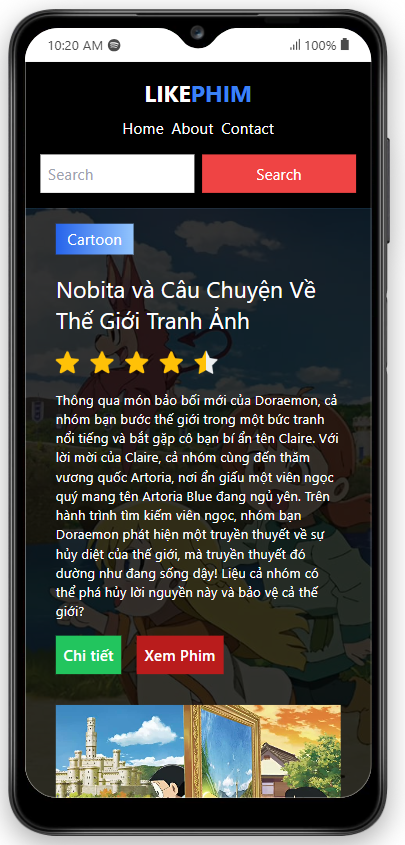 10:20 AM
100%
LIKEPHIM
Home About Contact
Search Search
Cartoon
Nobita và Câu Chuyện Về
Thế Giới Tranh Ảnh
Thông qua món bảo bối mới của Doraemon, cả
nhóm bạn bước thế giới trong một bức tranh
nổi tiếng và bắt gặp cô bạn bí ẩn tên Claire. Với
lời mời của Claire, cả nhóm cùng đến thăm
vương quốc Artoria, nơi ẩn giấu một viên ngọc
quý mang tên Artoria Blue đang ngủ yên. Trên
hành trình tìm kiếm viên ngọc, nhóm bạn
Doraemon phát hiện một truyền thuyết về sự
hủy diệt của thế giới, mà truyền thuyết đó
dường như đang sống dậy! Liệu cả nhóm có
thể phá hủy lời nguyền này và bảo vệ cả thế
giới?
Chi tiết Xem Phim